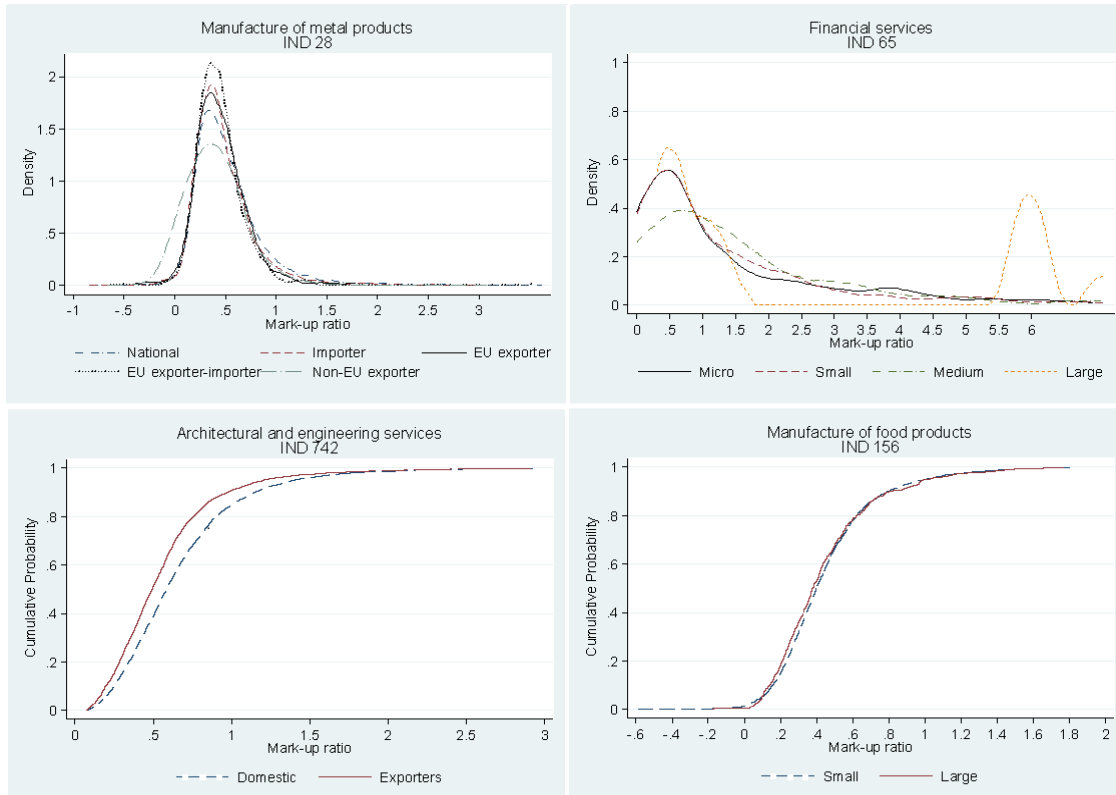 Manufacture of metal products
IND 28
Density
2
1.5
1
.5
0
-1
-.5
0
.5
1
1.5
2
2.5
3
Mark-up ratio
National
Importer
EU exporter
EU exporter-importer
Non-EU exporter
Financial services
IND 65
Density
1
.8
.6
.4
.2
0
0
.5
1
1.5
2
2.5
3
3.5
4
4.5
5
5.5
6
Mark-up ratio
Micro
Small
Medium
Large
Architectural and engineering services
IND 742
Cumulative Probability
1
.8
.6
.4
.2
0
0
.5
1
1.5
2
2.5
3
Mark-up ratio
Domestic
Exporters
Manufacture of food products
IND 156
Cumulative Probability
1
.8
.6
.4
.2
0
-.6
-.4
-.2
0
.2
.4
.6
.8
1
1.2
1.4
1.6
1.8
2
Mark-up ratio
Small
Large